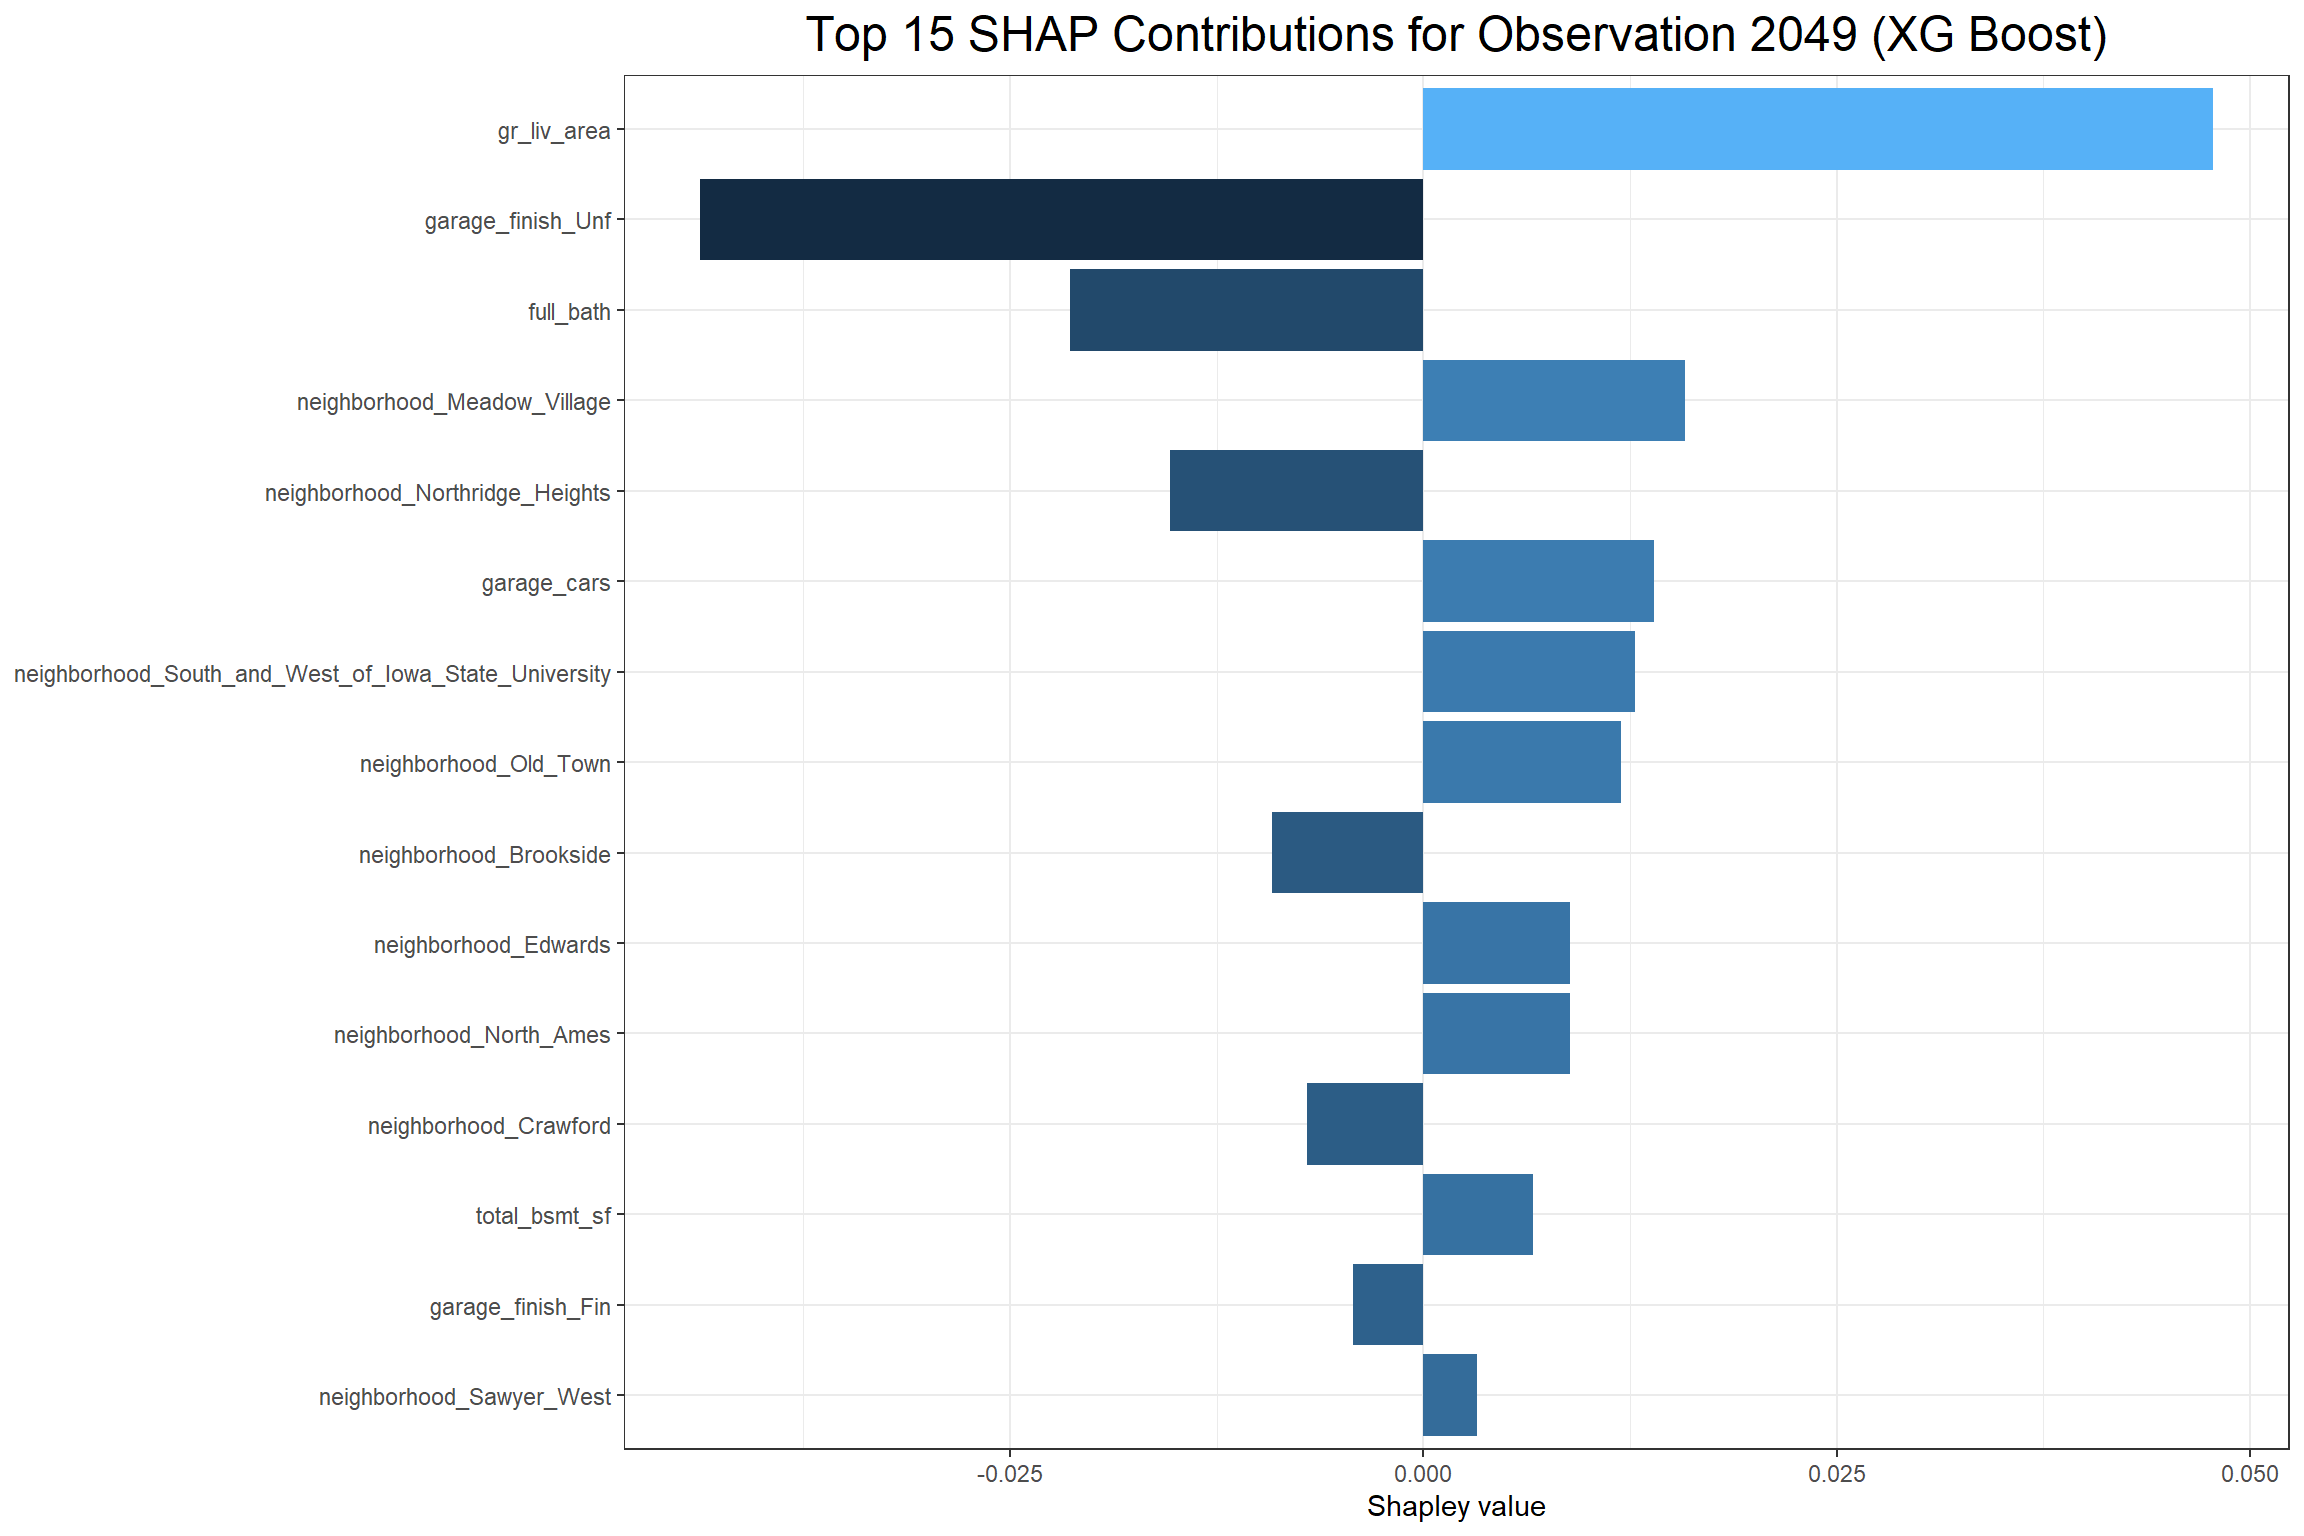 Top 15 SHAP Contributions for Observation 2049 (XG Boost)
gr_liv_area
garage_finish_Unf
full_bath
neighborhood_Meadow_Village
neighborhood_Northridge_Heights
garage_cars
neighborhood_South_and_West_of_Iowa_State_University
neighborhood_Old_Town
neighborhood_Brookside
neighborhood_Edwards
neighborhood_North_Ames
neighborhood_Crawford
total_bsmt_sf
garage_finish_Fin
neighborhood_Sawyer_West
-0.025 0.000 0.025 0.050
Shapley value